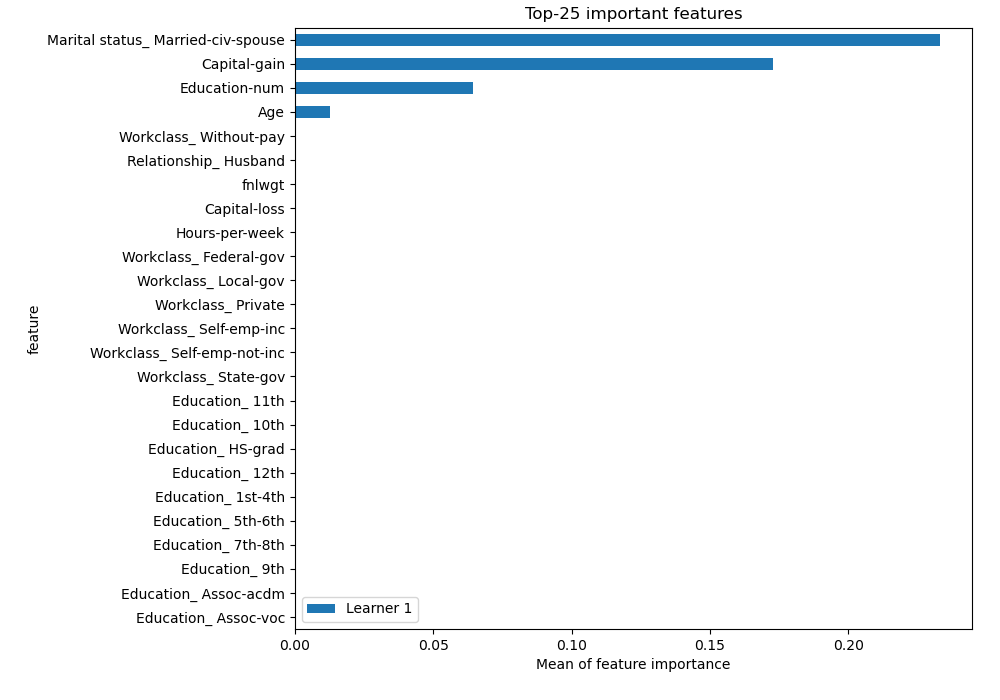 Top-25 important features
Marital status_ Married-civ-spouse
Capital-gain
Education-num
Age
Workclass_ Without-pay
Relationship_ Husband
fnlwgt
Capital-loss
Hours-per-week
Workclass_ Federal-gov
Workclass_ Local-gov
Workclass_ Private
Workclass_ Self-emp-inc
Workclass_ Self-emp-not-inc
Workclass_ State-gov
Education_ 11th
Education_ 10th
Education_ HS-grad
Education_ 12th
Education_ 1st-4th
Education_ 5th-6th
Education_ 7th-8th
Education_ 9th
Education_ Assoc-acdm
Education_ Assoc-voc
feature
Learner 1
0.00 0.05 0.10 0.15 0.20
Mean of feature importance